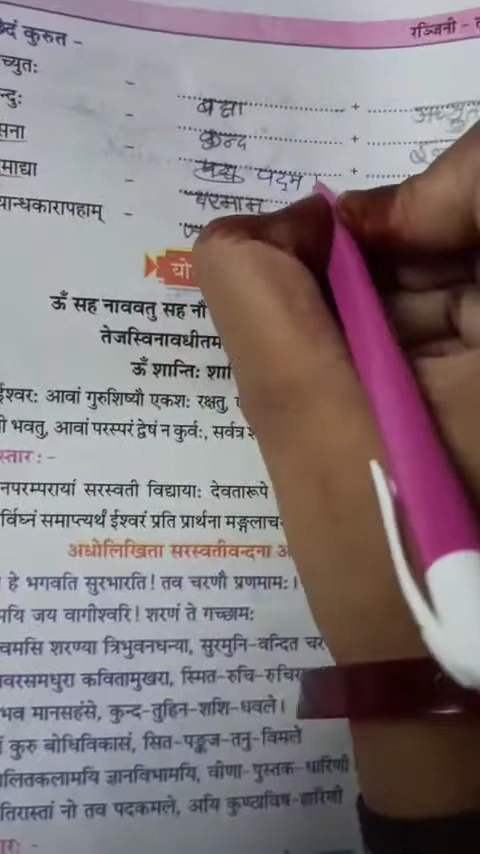 दं कुरुत - रञ्जिनी -
च्युतः - ब्रह्मा + अच्युत
न्दुः - कुन्द +
सना - पद्म +
माद्या - परमाम
यान्धकारापहाम् -
यो
ॐ सह नाववतु सह नौ
तेजस्विनावधीतम
ॐ शान्तिः शा
ईश्वरः आवां गुरुशिष्यौ एकशः रक्षतु,
भवतु, आवां परस्परं द्वेषं न कुर्वः, सर्वत्र
स्तारः-
नपरम्परायां सरस्वती विद्यायाः देवतारूपे
र्विघ्नं समाप्त्यर्थं ईश्वरं प्रति प्रार्थना मङ्गलाच
अधोलिखिता सरस्वतीवन्दना अ
हे भगवति सुरभारति! तव चरणौ प्रणमामः।
मयि जय वागीश्वरि! शरणं ते गच्छामः
त्वमसि शरण्या त्रिभुवनधन्या, सुरमुनि-वन्दित चर
वरसमधुरा कवितामुखरा, स्मित-रुचि-रुचिर
भव मानसहंसे, कुन्द-तुहिन-शशि-धवले।
कुरु बोधिविकासं, सित-पङ्कज-तनु-विमले
लितकलामयि ज्ञानविभामयि, वीणा-पुस्तक-धारिणी
तिरास्तां नो तव पदकमले, अयि कुण्ठाविष-हारिणी